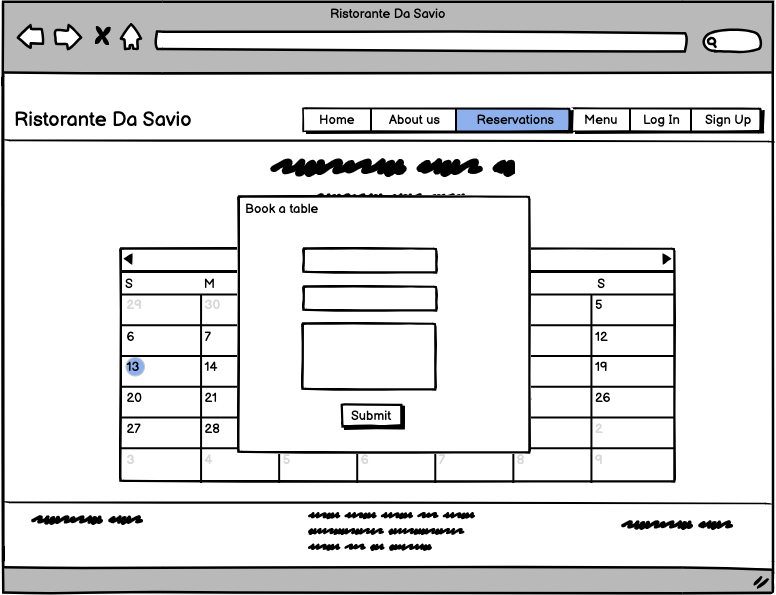 Ristorante Da Savio
Ristorante Da Savio
Home About us Reservations Menu Log In Sign Up
Book a table
S M S
29 30 5
6 7 12
13 14 19
20 21 26
27 28 2
3 4 5 6 7 8 9
Submit